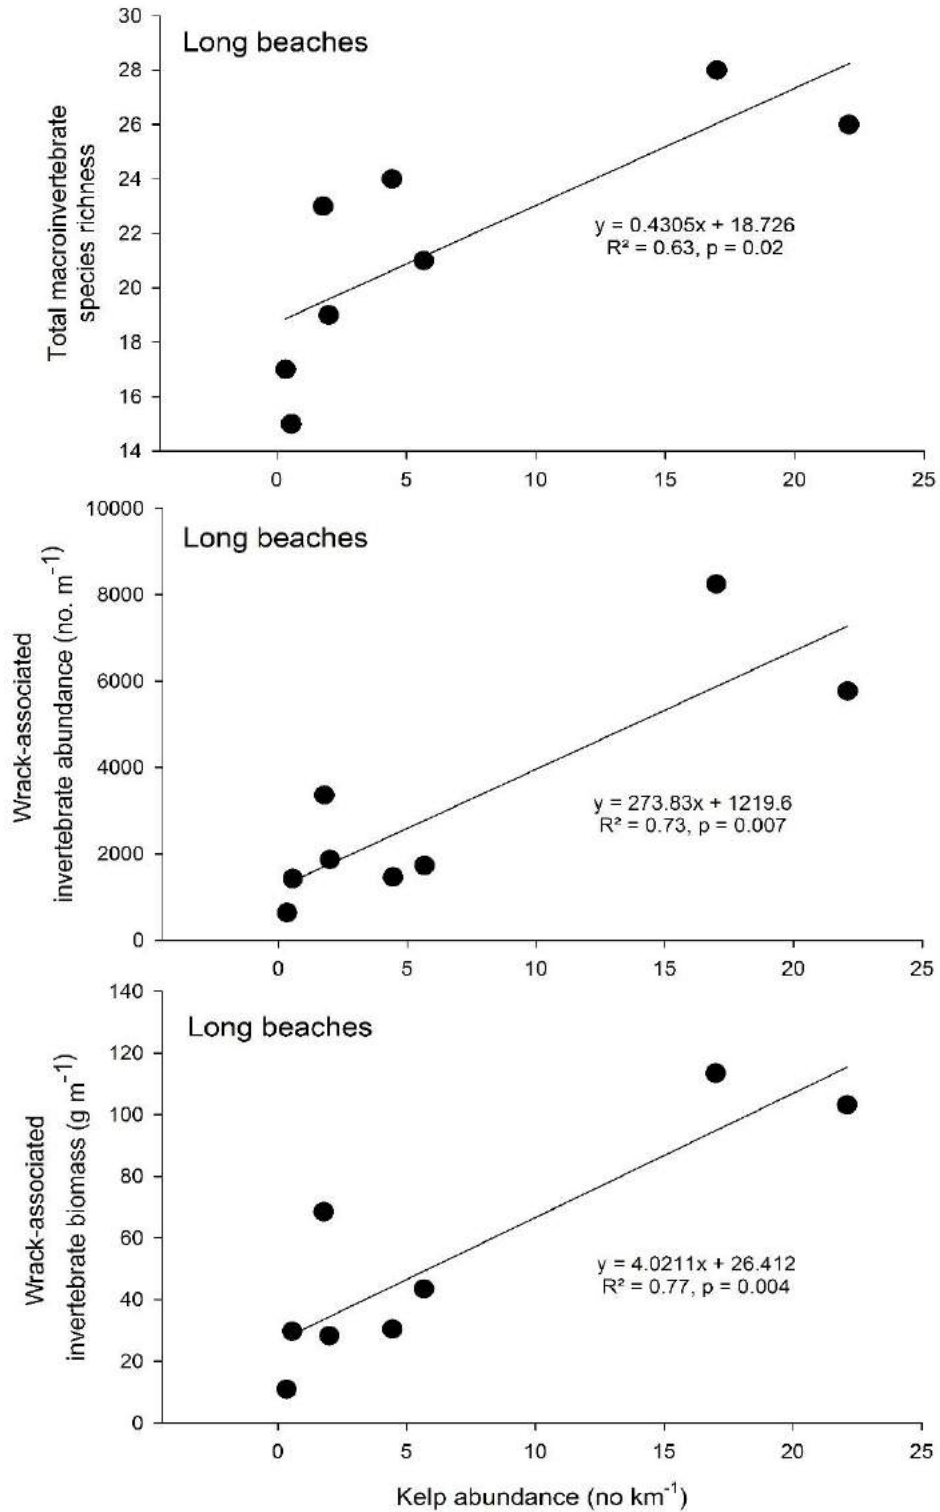 Long beaches
Total macroinvertebrate
species richness
30
28
26
24
22
20
18
16
14
y = 0.4305x + 18.726
R² = 0.63, p = 0.02
0 5 10 15 20 25
Long beaches
Wrack-associated
invertebrate abundance (no. m⁻¹)
10000
8000
6000
4000
2000
0
y = 273.83x + 1219.6
R² = 0.73, p = 0.007
0 5 10 15 20 25
Long beaches
Wrack-associated
invertebrate biomass (g m⁻¹)
140
120
100
80
60
40
20
0
y = 4.0211x + 26.412
R² = 0.77, p = 0.004
0 5 10 15 20 25
Kelp abundance (no km⁻¹)